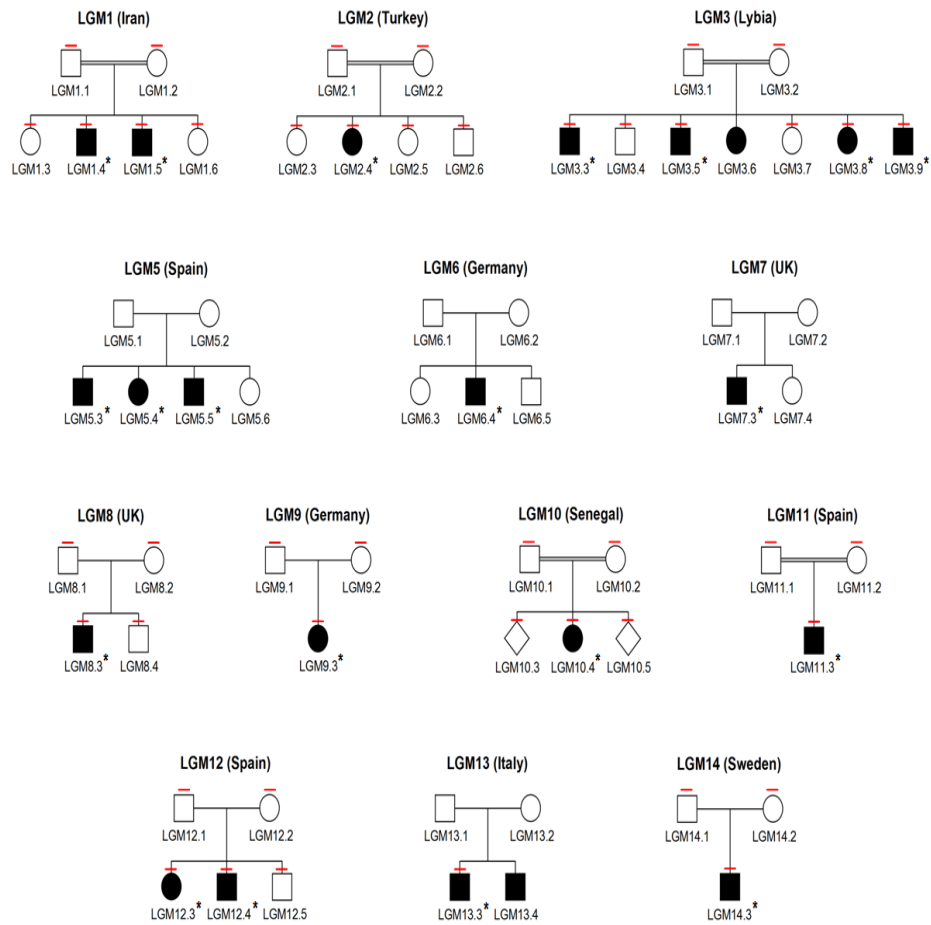 LGM1 (Iran) LGM2 (Turkey) LGM3 (Lybia)
LGM1.1 LGM1.2 LGM2.1 LGM2.2 LGM3.1 LGM3.2
LGM1.3 LGM1.4* LGM1.5* LGM1.6 LGM2.3 LGM2.4* LGM2.5 LGM2.6 LGM3.3* LGM3.4 LGM3.5* LGM3.6 LGM3.7 LGM3.8* LGM3.9*
LGM5 (Spain) LGM6 (Germany) LGM7 (UK)
LGM5.1 LGM5.2 LGM6.1 LGM6.2 LGM7.1 LGM7.2
LGM5.3* LGM5.4* LGM5.5* LGM5.6 LGM6.3 LGM6.4* LGM6.5 LGM7.3* LGM7.4
LGM8 (UK) LGM9 (Germany) LGM10 (Senegal) LGM11 (Spain)
LGM8.1 LGM8.2 LGM9.1 LGM9.2 LGM10.1 LGM10.2 LGM11.1 LGM11.2
LGM8.3* LGM8.4 LGM9.3* LGM10.3 LGM10.4* LGM10.5 LGM11.3*
LGM12 (Spain) LGM13 (Italy) LGM14 (Sweden)
LGM12.1 LGM12.2 LGM13.1 LGM13.2 LGM14.1 LGM14.2
LGM12.3* LGM12.4* LGM12.5 LGM13.3* LGM13.4 LGM14.3*